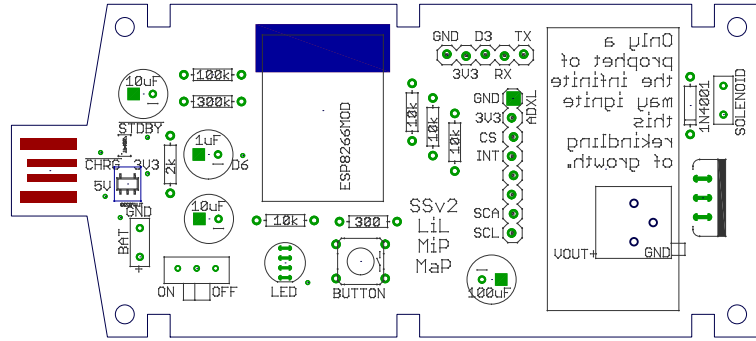 GND D3 TX
3V3 RX
10uF
100k
300k
ESP8266MOD
10k
10k
10k
GND
3V3
CS
INT
SCA
SCL
ADXL
Only a
prophet of
the infinite
may ignite
this
rekindling
of growth.
1N4001
SOLENOID
STDBY
1uF
D6
CHRG 3V3
5V
2k
GND
BAT
+
10uF
10k
300
ON OFF
LED
BUTTON
SSv2
LiL
MiP
MaP
100uF
VOUT+ GND